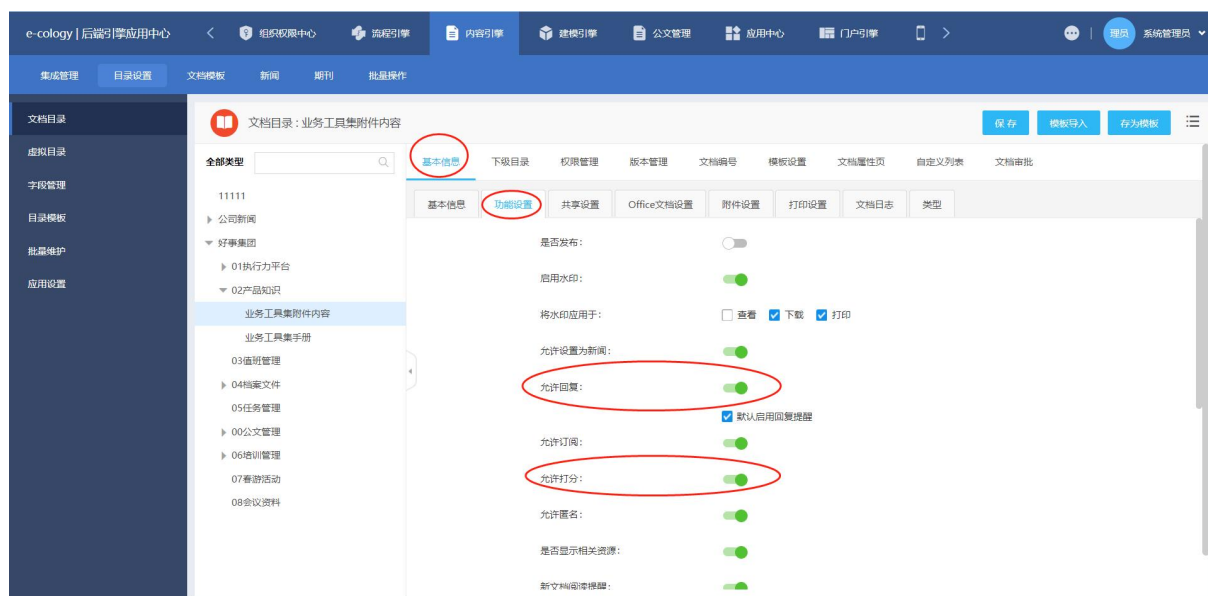 e-cology | 后端引擎应用中心 组织权限中心 流程引擎 内容引擎 建模引擎 公文管理 应用中心 门户引擎 理员 系统管理员
集成管理 目录设置 文档模板 新闻 期刊 批量操作
文档目录
虚拟目录
字段管理
目录模板
批量维护
应用设置
文档目录 : 业务工具集附件内容 保存 模板导入 存为模板
全部类型
11111
公司新闻
好事集团
01执行力平台
02产品知识
业务工具集附件内容
业务工具集手册
03值班管理
04档案文件
05任务管理
00公文管理
06培训管理
07春游活动
08会议资料
基本信息 下级目录 权限管理 版本管理 文档编号 模板设置 文档属性页 自定义列表 文档审批
基本信息 功能设置 共享设置 Office文档设置 附件设置 打印设置 文档日志 类型
是否发布:
启用水印:
将水印应用于: 查看 下载 打印
允许设置为新闻:
允许回复:
默认启用回复提醒
允许订阅:
允许打分:
允许匿名:
是否显示相关资源:
新文档阅读提醒: